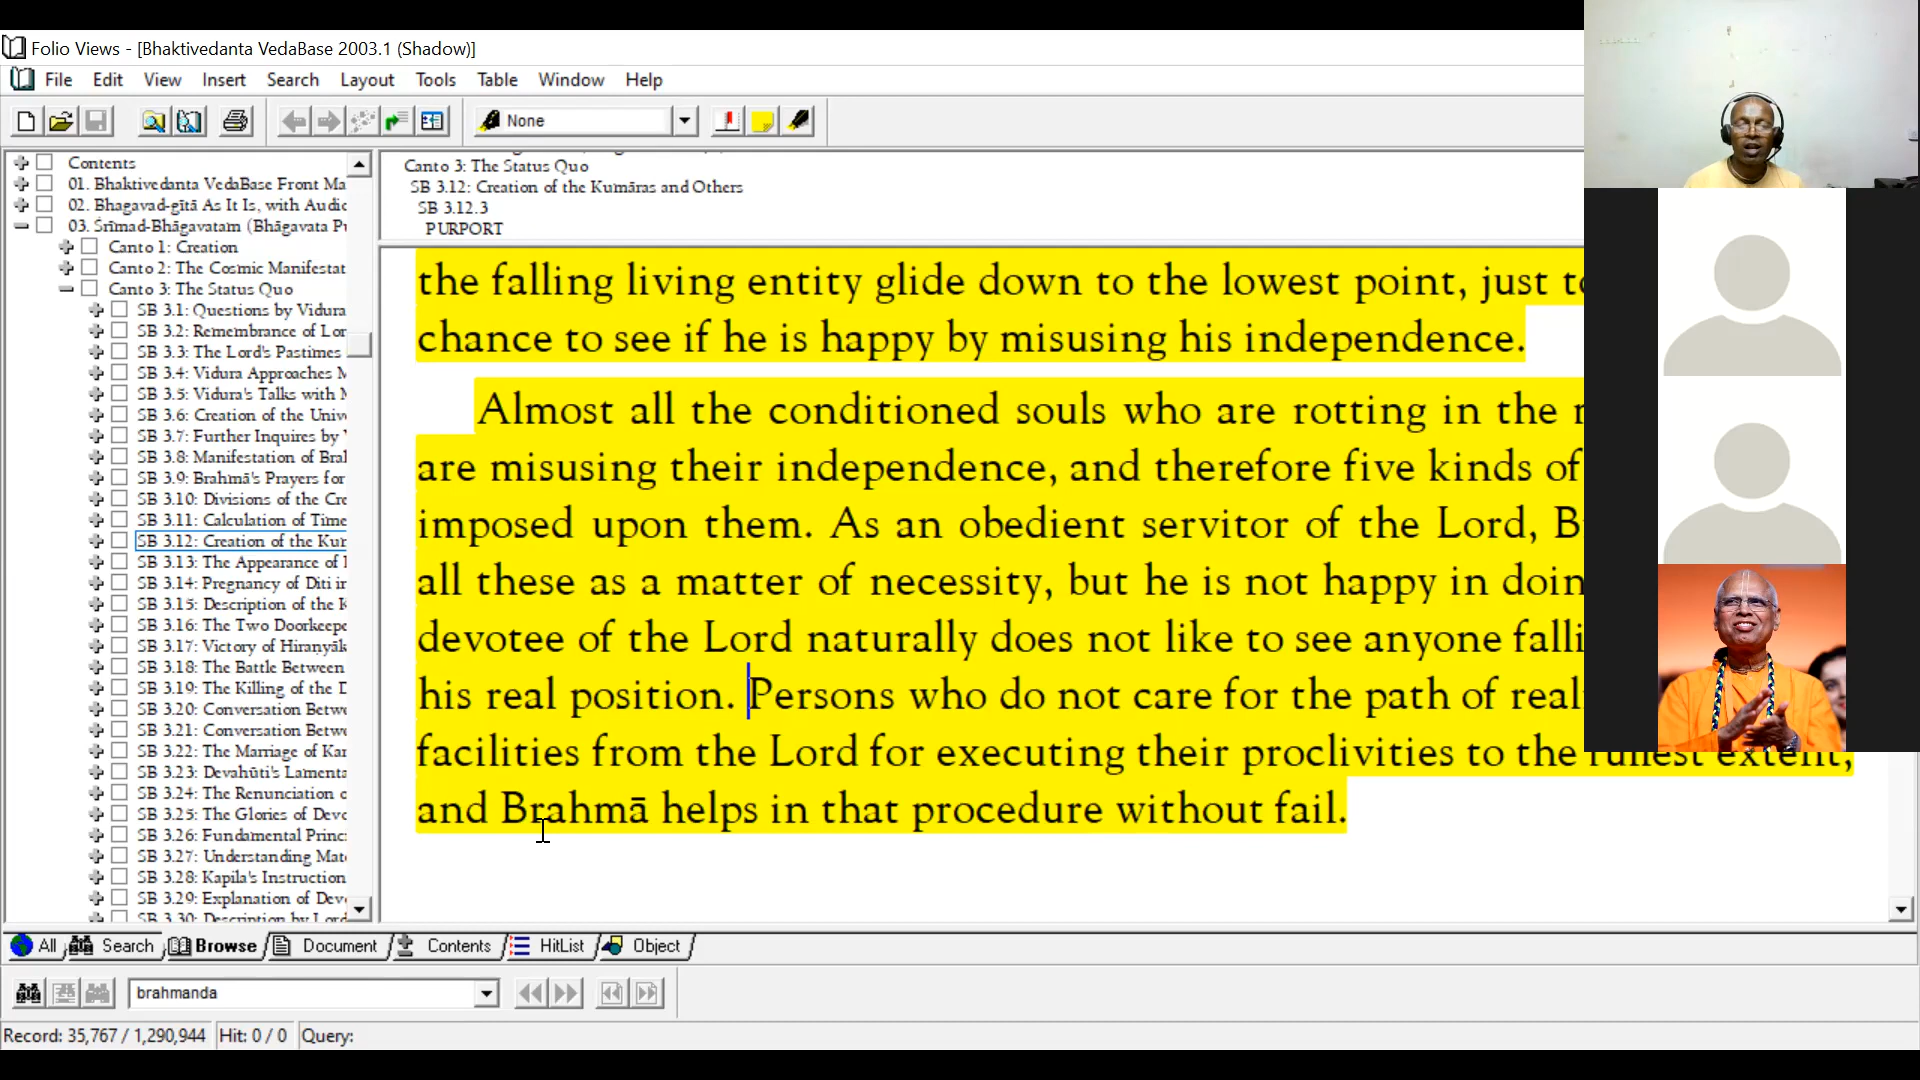 Folio Views - [Bhaktivedanta VedaBase 2003.1 (Shadow)]
File Edit View Insert Search Layout Tools Table Window Help
None
Contents
01. Bhaktivedanta VedaBase Front Ma
02. Bhagavad-gītā As It Is, with Audio
03. Śrīmad-Bhāgavatam (Bhāgavata Pu
Canto 1: Creation
Canto 2: The Cosmic Manifestat
Canto 3: The Status Quo
SB 3.1: Questions by Vidura
SB 3.2: Remembrance of Lor
SB 3.3: The Lord's Pastimes
SB 3.4: Vidura Approaches M
SB 3.5: Vidura's Talks with M
SB 3.6: Creation of the Univ
SB 3.7: Further Inquires by V
SB 3.8: Manifestation of Bral
SB 3.9: Brahmā's Prayers for
SB 3.10: Divisions of the Cre
SB 3.11: Calculation of Time
SB 3.12: Creation of the Kum
SB 3.13: The Appearance of I
SB 3.14: Pregnancy of Diti in
SB 3.15: Description of the K
SB 3.16: The Two Doorkeepe
SB 3.17: Victory of Hiraṇyāk
SB 3.18: The Battle Between
SB 3.19: The Killing of the D
SB 3.20: Conversation Betwe
SB 3.21: Conversation Betwe
SB 3.22: The Marriage of Kar
SB 3.23: Devahūti's Lamenta
SB 3.24: The Renunciation o
SB 3.25: The Glories of Devo
SB 3.26: Fundamental Princ
SB 3.27: Understanding Mate
SB 3.28: Kapila's Instruction
SB 3.29: Explanation of Dev
SB 3.30: Description by Lord
Canto 3: The Status Quo
SB 3.12: Creation of the Kumāras and Others
SB 3.12.3
PURPORT
the falling living entity glide down to the lowest point, just to
chance to see if he is happy by misusing his independence.
Almost all the conditioned souls who are rotting in the
are misusing their independence, and therefore five kinds of
imposed upon them. As an obedient servitor of the Lord, B
all these as a matter of necessity, but he is not happy in doin
devotee of the Lord naturally does not like to see anyone falli
his real position. Persons who do not care for the path of real
facilities from the Lord for executing their proclivities to the fullest extent,
and Brahmā helps in that procedure without fail.
All Search Browse Document Contents HitList Object
brahmanda
Record: 35,767 / 1,290,944 Hit: 0 / 0 Query: